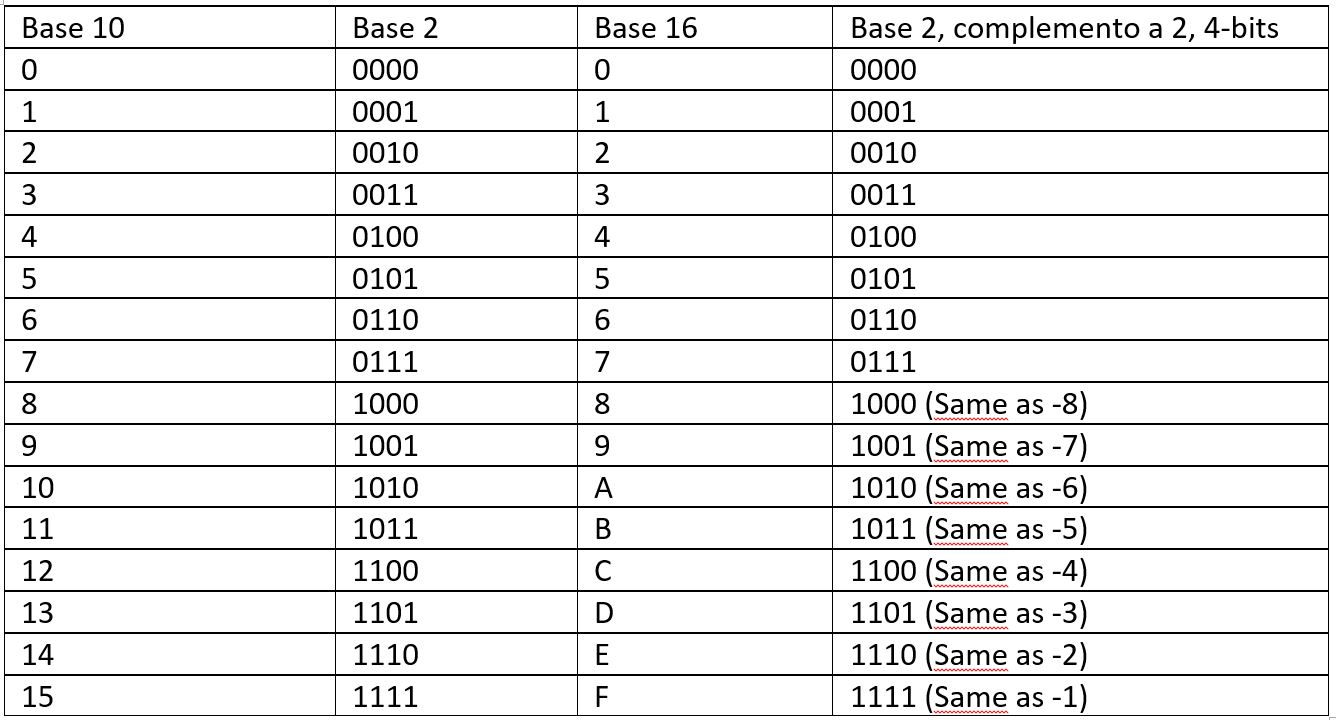 Base 10 Base 2 Base 16 Base 2, complemento a 2, 4-bits
0 0000 0 0000
1 0001 1 0001
2 0010 2 0010
3 0011 3 0011
4 0100 4 0100
5 0101 5 0101
6 0110 6 0110
7 0111 7 0111
8 1000 8 1000 (Same as -8)
9 1001 9 1001 (Same as -7)
10 1010 A 1010 (Same as -6)
11 1011 B 1011 (Same as -5)
12 1100 C 1100 (Same as -4)
13 1101 D 1101 (Same as -3)
14 1110 E 1110 (Same as -2)
15 1111 F 1111 (Same as -1)